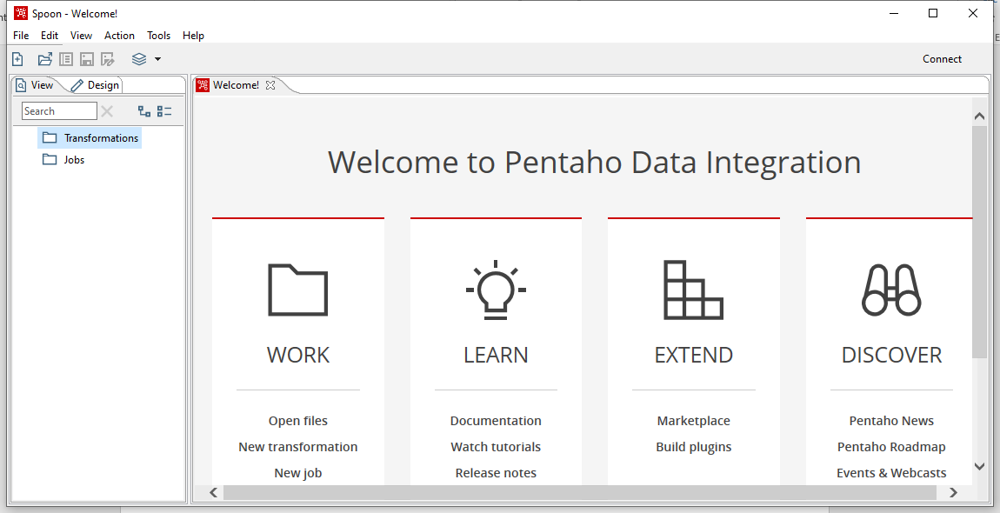 Spoon - Welcome!
File Edit View Action Tools Help
Connect
View Design
Welcome!
Search
Transformations
Jobs
Welcome to Pentaho Data Integration
WORK
Open files
New transformation
New job
LEARN
Documentation
Watch tutorials
Release notes
EXTEND
Marketplace
Build plugins
DISCOVER
Pentaho News
Pentaho Roadmap
Events & Webcasts